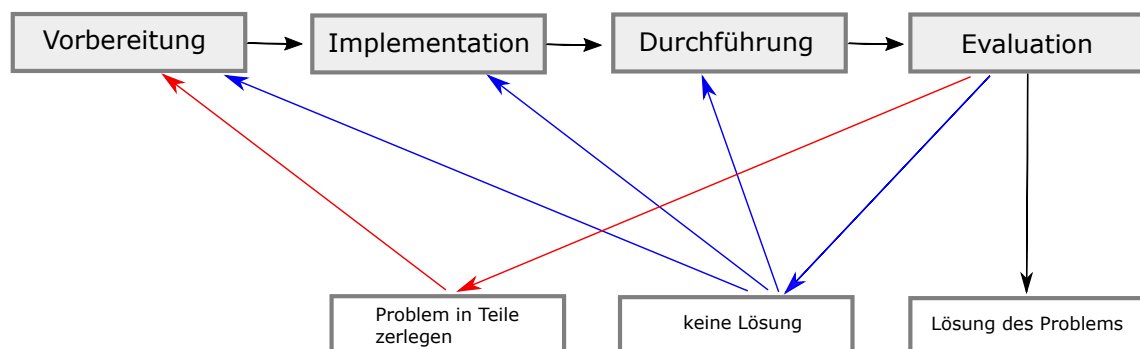 Vorbereitung
Implementation
Durchführung
Evaluation
Problem in Teile
zerlegen
keine Lösung
Lösung des Problems